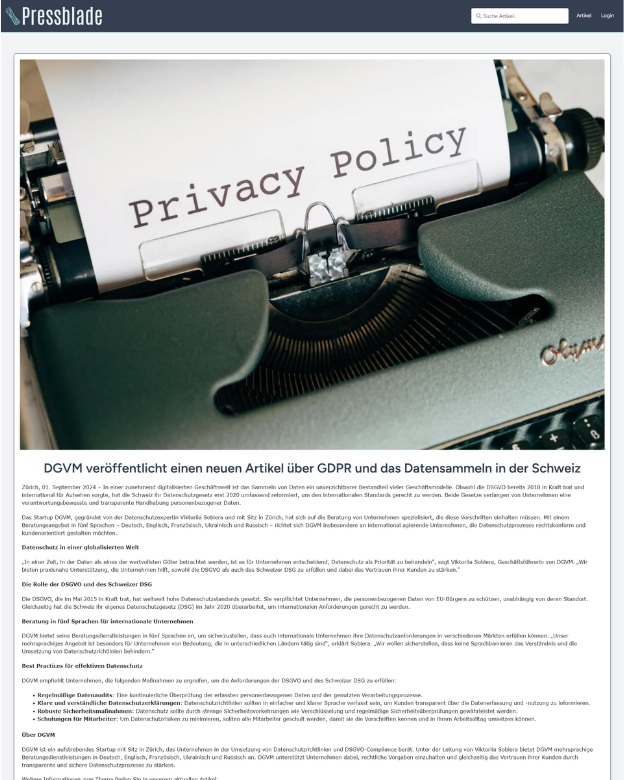 Pressblade
Suche Artikel...
Artikel
Login
Privacy Policy
DGVM veröffentlicht einen neuen Artikel über GDPR und das Datensammeln in der Schweiz
Zürich, 01. September 2024 – In einer zunehmend digitalisierten Geschäftswelt ist das Sammeln von Daten ein unverzichtbarer Bestandteil vieler Geschäftsmodelle. Obwohl die DSGVO bereits 2018 in Kraft trat und
international für Aufsehen sorgte, hat die Schweiz ihr Datenschutzgesetz erst 2020 umfassend reformiert, um den internationalen Standards gerecht zu werden. Beide Gesetze verlangen von Unternehmen eine
verantwortungsbewusste und transparente Handhabung personenbezogener Daten.
Das Startup DGVM, gegründet von der Datenschutzexpertin Viktoriia Sobiera und mit Sitz in Zürich, hat sich auf die Beratung von Unternehmen spezialisiert, die diese Vorschriften einhalten müssen. Mit einem
Beratungsangebot in fünf Sprachen – Deutsch, Englisch, Französisch, Ukrainisch und Russisch – richtet sich DGVM insbesondere an international agierende Unternehmen, die Datenschutzprozesse rechtskonform und
kundenorientiert gestalten möchten.
Datenschutz in einer globalisierten Welt
„In einer Zeit, in der Daten als eines der wertvollsten Güter betrachtet werden, ist es für Unternehmen entscheidend, Datenschutz als Priorität zu behandeln“, sagt Viktoriia Sobiera, Geschäftsführerin von DGVM. „Wir
bieten praxisnahe Unterstützung, die Unternehmen hilft, sowohl die DSGVO als auch das Schweizer DSG zu erfüllen und dabei das Vertrauen ihrer Kunden zu stärken.“
Die Rolle der DSGVO und des Schweizer DSG
Die DSGVO, die im Mai 2018 in Kraft trat, hat weltweit hohe Datenschutzstandards gesetzt. Sie verpflichtet Unternehmen, die personenbezogenen Daten von EU-Bürgern zu schützen, unabhängig von deren Standort.
Gleichzeitig hat die Schweiz ihr eigenes Datenschutzgesetz (DSG) im Jahr 2020 überarbeitet, um internationalen Anforderungen gerecht zu werden.
Beratung in fünf Sprachen für internationale Unternehmen
DGVM bietet seine Beratungsdienstleistungen in fünf Sprachen an, um sicherzustellen, dass auch internationale Unternehmen ihre Datenschutzanforderungen in verschiedenen Märkten erfüllen können. „Unser
mehrsprachiges Angebot ist besonders für Unternehmen von Bedeutung, die in unterschiedlichen Ländern tätig sind“, erklärt Sobiera. „Wir wollen sicherstellen, dass keine Sprachbarrieren das Verständnis und die
Umsetzung von Datenschutzrichtlinien behindern.“
Best Practices für effektiven Datenschutz
DGVM empfiehlt Unternehmen, die folgenden Maßnahmen zu ergreifen, um die Anforderungen der DSGVO und des Schweizer DSG zu erfüllen:
• Regelmäßige Datenaudits: Eine kontinuierliche Überprüfung der erfassten personenbezogenen Daten und der genutzten Verarbeitungsprozesse.
• Klare und verständliche Datenschutzerklärungen: Datenschutzrichtlinien sollten in einfacher und klarer Sprache verfasst sein, um Kunden transparent über die Datenerfassung und -nutzung zu informieren.
• Robuste Sicherheitsmaßnahmen: Datenschutz sollte durch strenge Sicherheitsvorkehrungen wie Verschlüsselung und regelmäßige Sicherheitsüberprüfungen gewährleistet werden.
• Schulungen für Mitarbeiter: Um Datenrisiken zu minimieren, sollten alle Mitarbeiter geschult werden, damit sie die Vorschriften kennen und in ihrem Arbeitsalltag umsetzen können.
Über DGVM
DGVM ist ein aufstrebendes Startup mit Sitz in Zürich, das Unternehmen in der Umsetzung von Datenschutzrichtlinien und DSGVO-Compliance berät. Unter der Leitung von Viktoriia Sobiera bietet DGVM mehrsprachige
Beratungsdienstleistungen in Deutsch, Englisch, Französisch, Ukrainisch und Russisch an. DGVM unterstützt Unternehmen dabei, rechtliche Vorgaben einzuhalten und gleichzeitig das Vertrauen ihrer Kunden durch
transparente und sichere Datenprozesse zu stärken.
Weitere Informationen zum Thema finden Sie in unserem aktuellen Artikel: